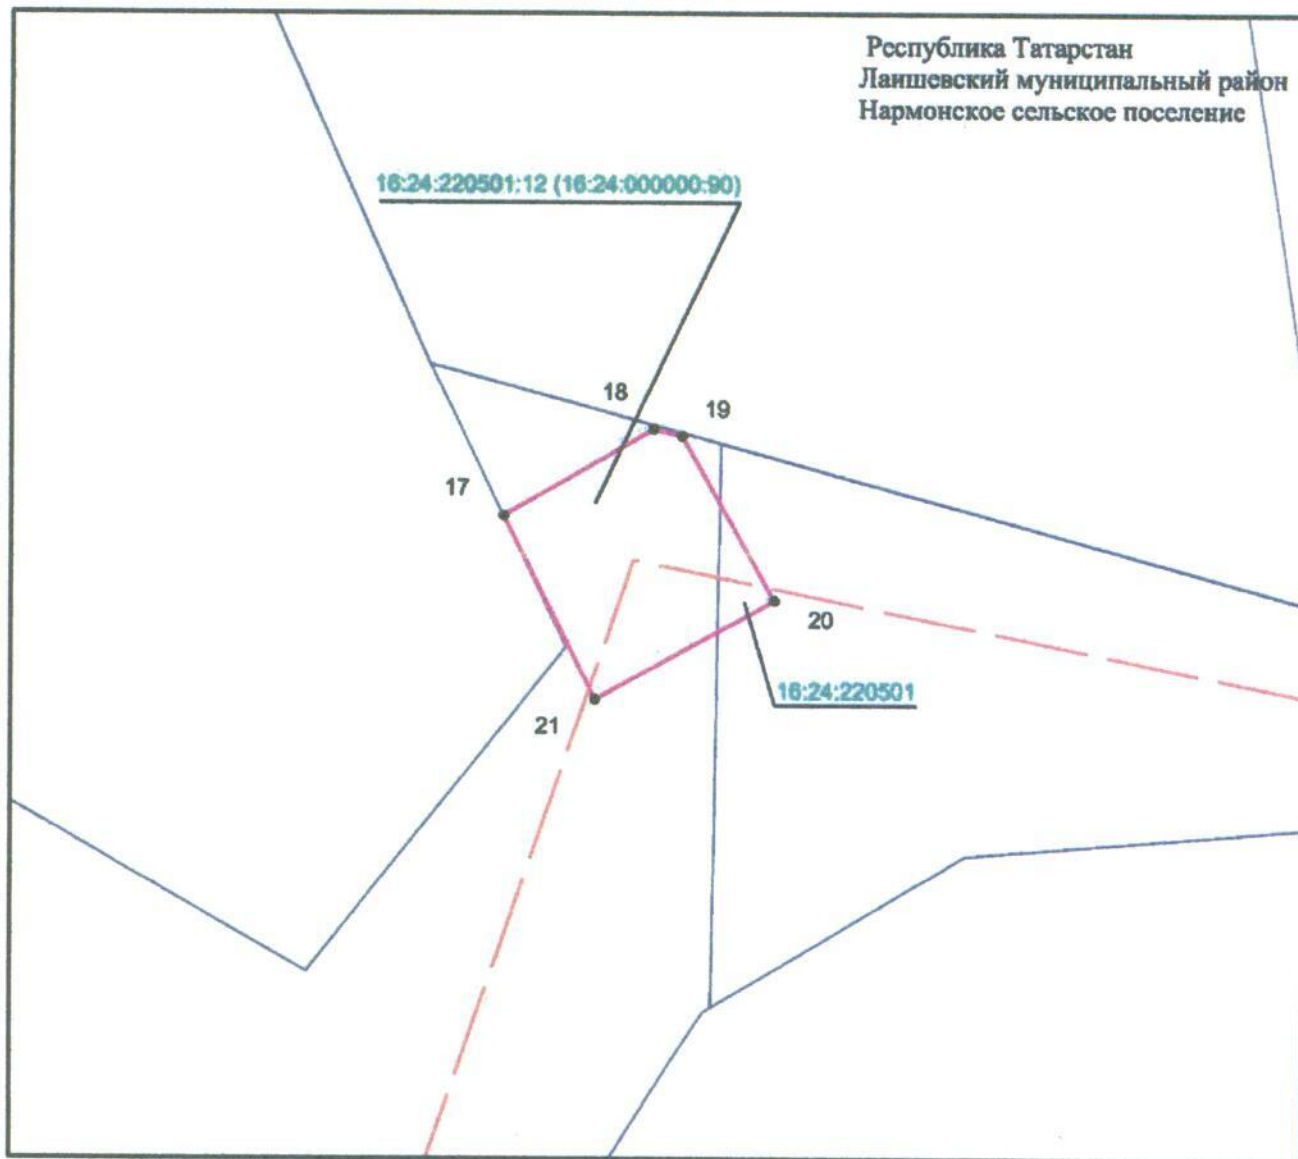 Республика Татарстан
Лаишевский муниципальный район
Нармонское сельское поселение
16:24:220501:12 (16:24:000000:90)
18
19
17
20
16:24:220501
21